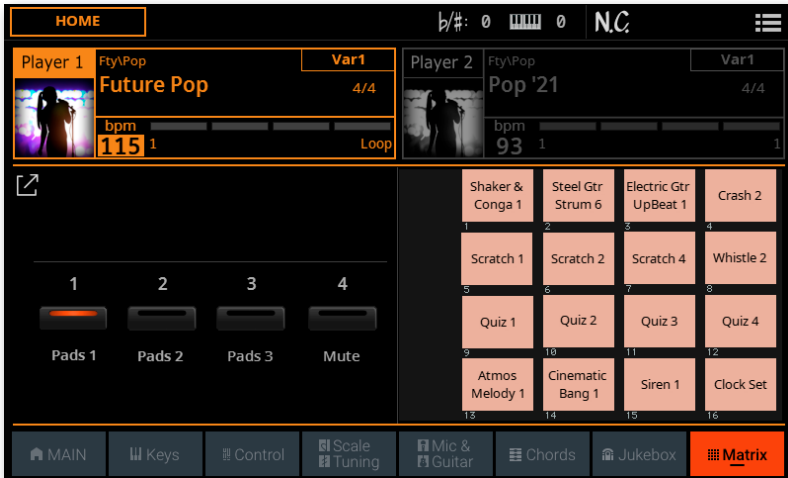 HOME
b/#: 0
0
N.C.
Player 1
Fty\Pop
Var1
Future Pop
4/4
bpm
115
1
Loop
Player 2
Fty\Pop
Var1
Pop '21
4/4
bpm
93
1
1
1
2
3
4
Pads 1
Pads 2
Pads 3
Mute
Shaker &
Conga 1
1
Steel Gtr
Strum 6
2
Electric Gtr
UpBeat 1
3
Crash 2
4
Scratch 1
5
Scratch 2
6
Scratch 4
7
Whistle 2
8
Quiz 1
9
Quiz 2
10
Quiz 3
11
Quiz 4
12
Atmos
Melody 1
13
Cinematic
Bang 1
14
Siren 1
15
Clock Set
16
MAIN
Keys
Control
Scale
Tuning
Mic &
Guitar
Chords
Jukebox
Matrix